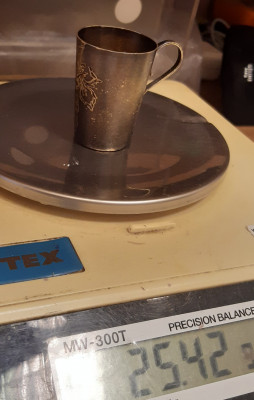 TEX
MW-300T
PRECISION BALANCE
25.42 g